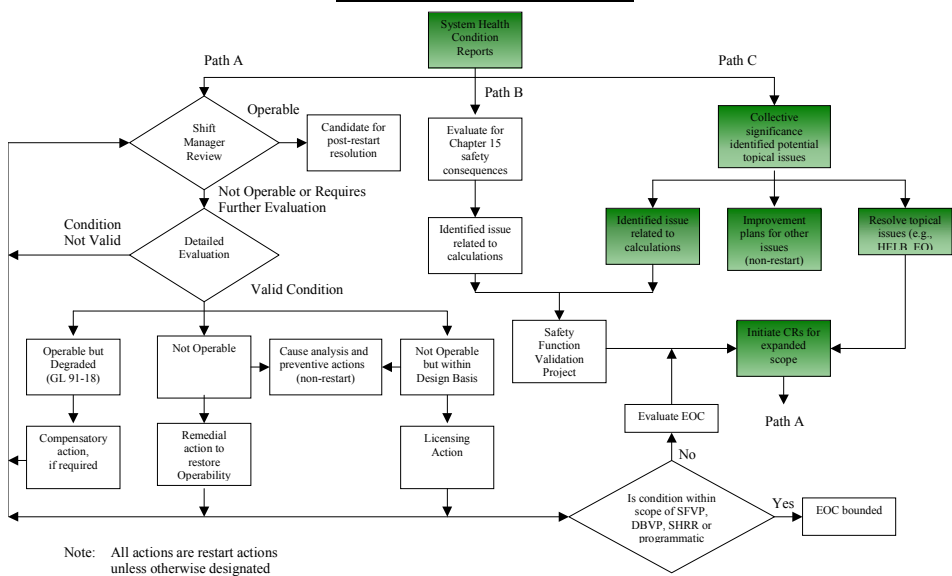 System Health
Condition
Reports
Path A
Path B
Path C
Shift
Manager
Review
Operable
Candidate for
post-restart
resolution
Evaluate for
Chapter 15
safety
consequences
Collective
significance
identified potential
topical issues
Not Operable or Requires
Further Evaluation
Condition
Not Valid
Detailed
Evaluation
Valid Condition
Identified issue
related to
calculations
Identified issue
related to
calculations
Improvement
plans for other
issues
(non-restart)
Resolve topical
issues (e.g.,
HELB, EQ)
Operable but
Degraded
(GL 91-18)
Not Operable
Cause analysis and
preventive actions
(non-restart)
Not Operable
but within
Design Basis
Safety
Function
Validation
Project
Initiate CRs for
expanded
scope
Path A
Compensatory
action,
if required
Remedial
action to
restore
Operability
Licensing
Action
Evaluate EOC
No
Is condition within
scope of SFVP,
DBVP, SHRR or
programmatic
Yes
EOC bounded
Note: All actions are restart actions
unless otherwise designated